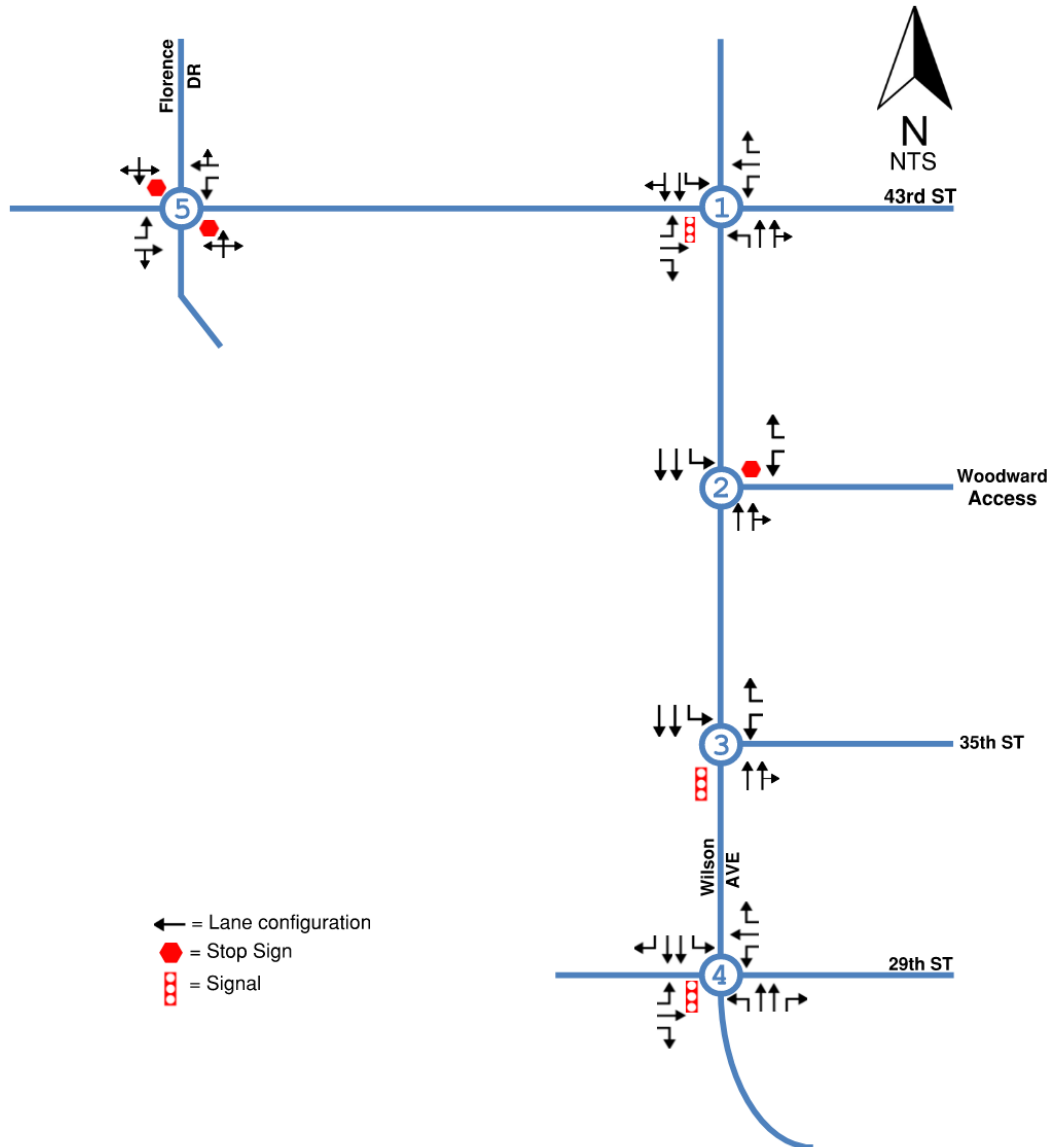 Florence
DR
N
NTS
43rd ST
5
1
Woodward
Access
2
35th ST
3
Wilson
AVE
= Lane configuration
= Stop Sign
= Signal
29th ST
4